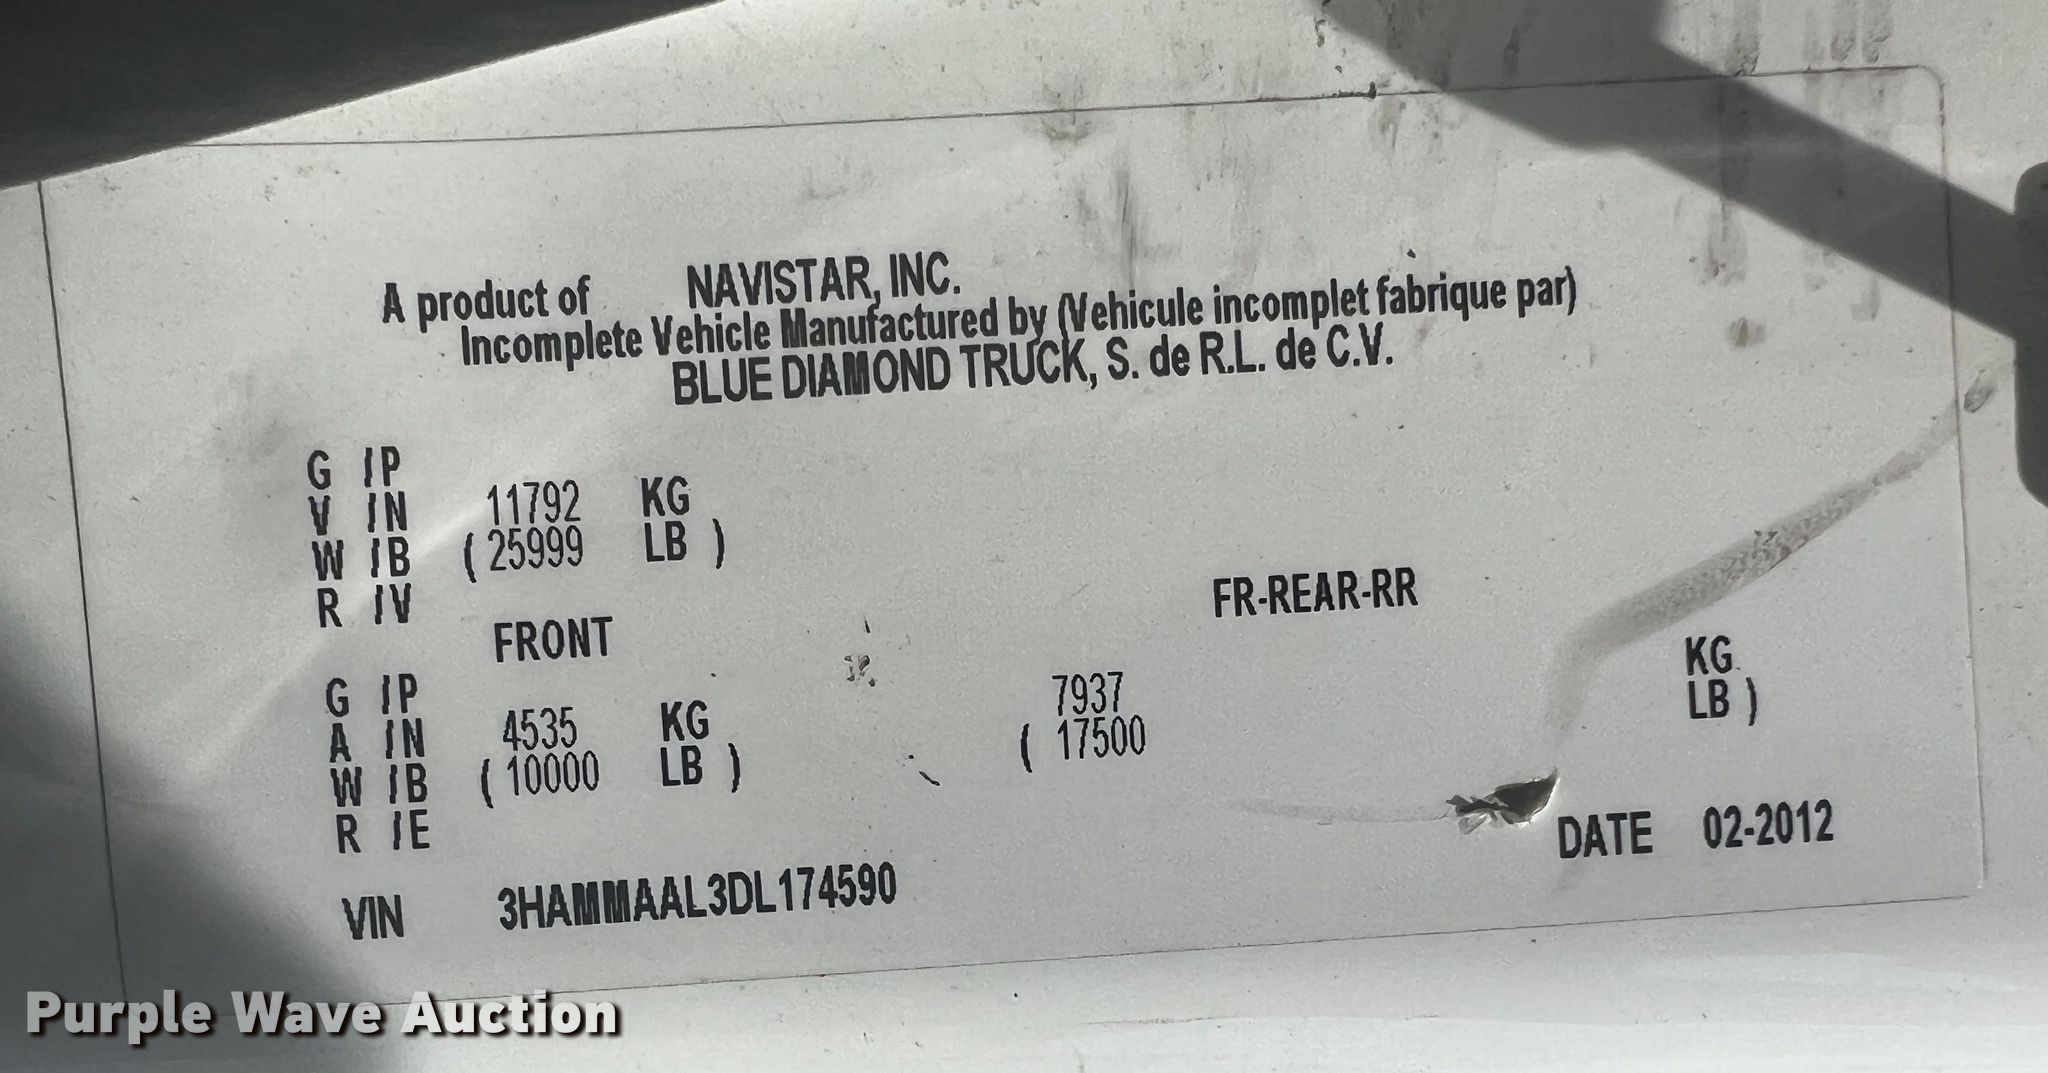 A product of NAVISTAR, INC.
Incomplete Vehicle Manufactured by (Vehicule incomplet fabrique par)
BLUE DIAMOND TRUCK, S. de R.L. de C.V.
G /P
V /N 11792 KG
W /B ( 25999 LB )
R /V
FRONT FR-REAR-RR
G /P
A /N 4535 KG 7937 KG
W /B ( 10000 LB ) ( 17500 LB )
R /E
DATE 02-2012
VIN 3HAMMAAL3DL174590
Purple Wave Auction